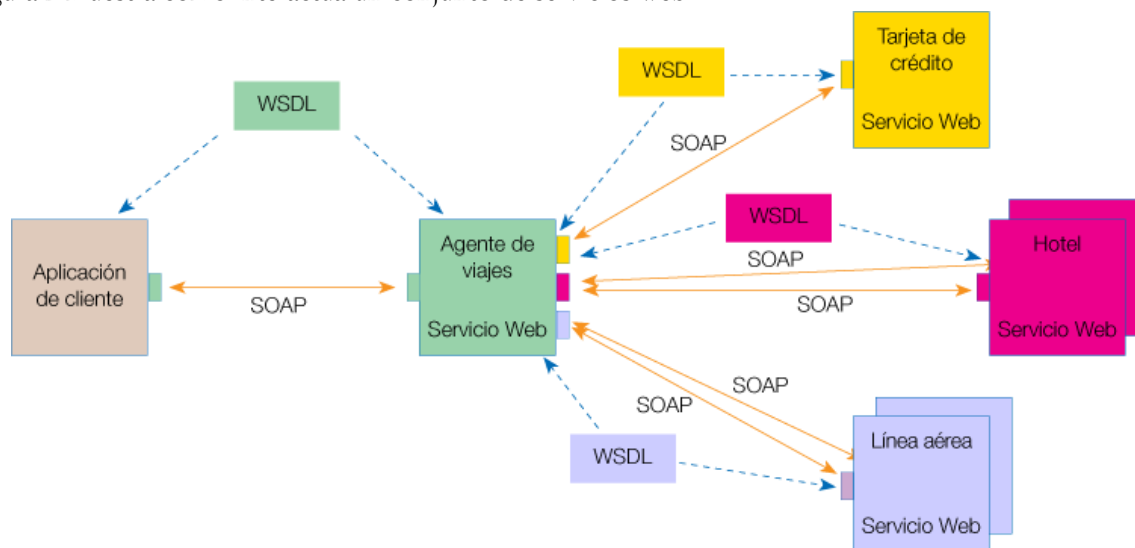 WSDL
WSDL
Tarjeta de
crédito
Servicio Web
SOAP
WSDL
Aplicación
de cliente
SOAP
Agente de
viajes
Servicio Web
SOAP
SOAP
Hotel
Servicio Web
SOAP
SOAP
WSDL
Línea aérea
Servicio Web